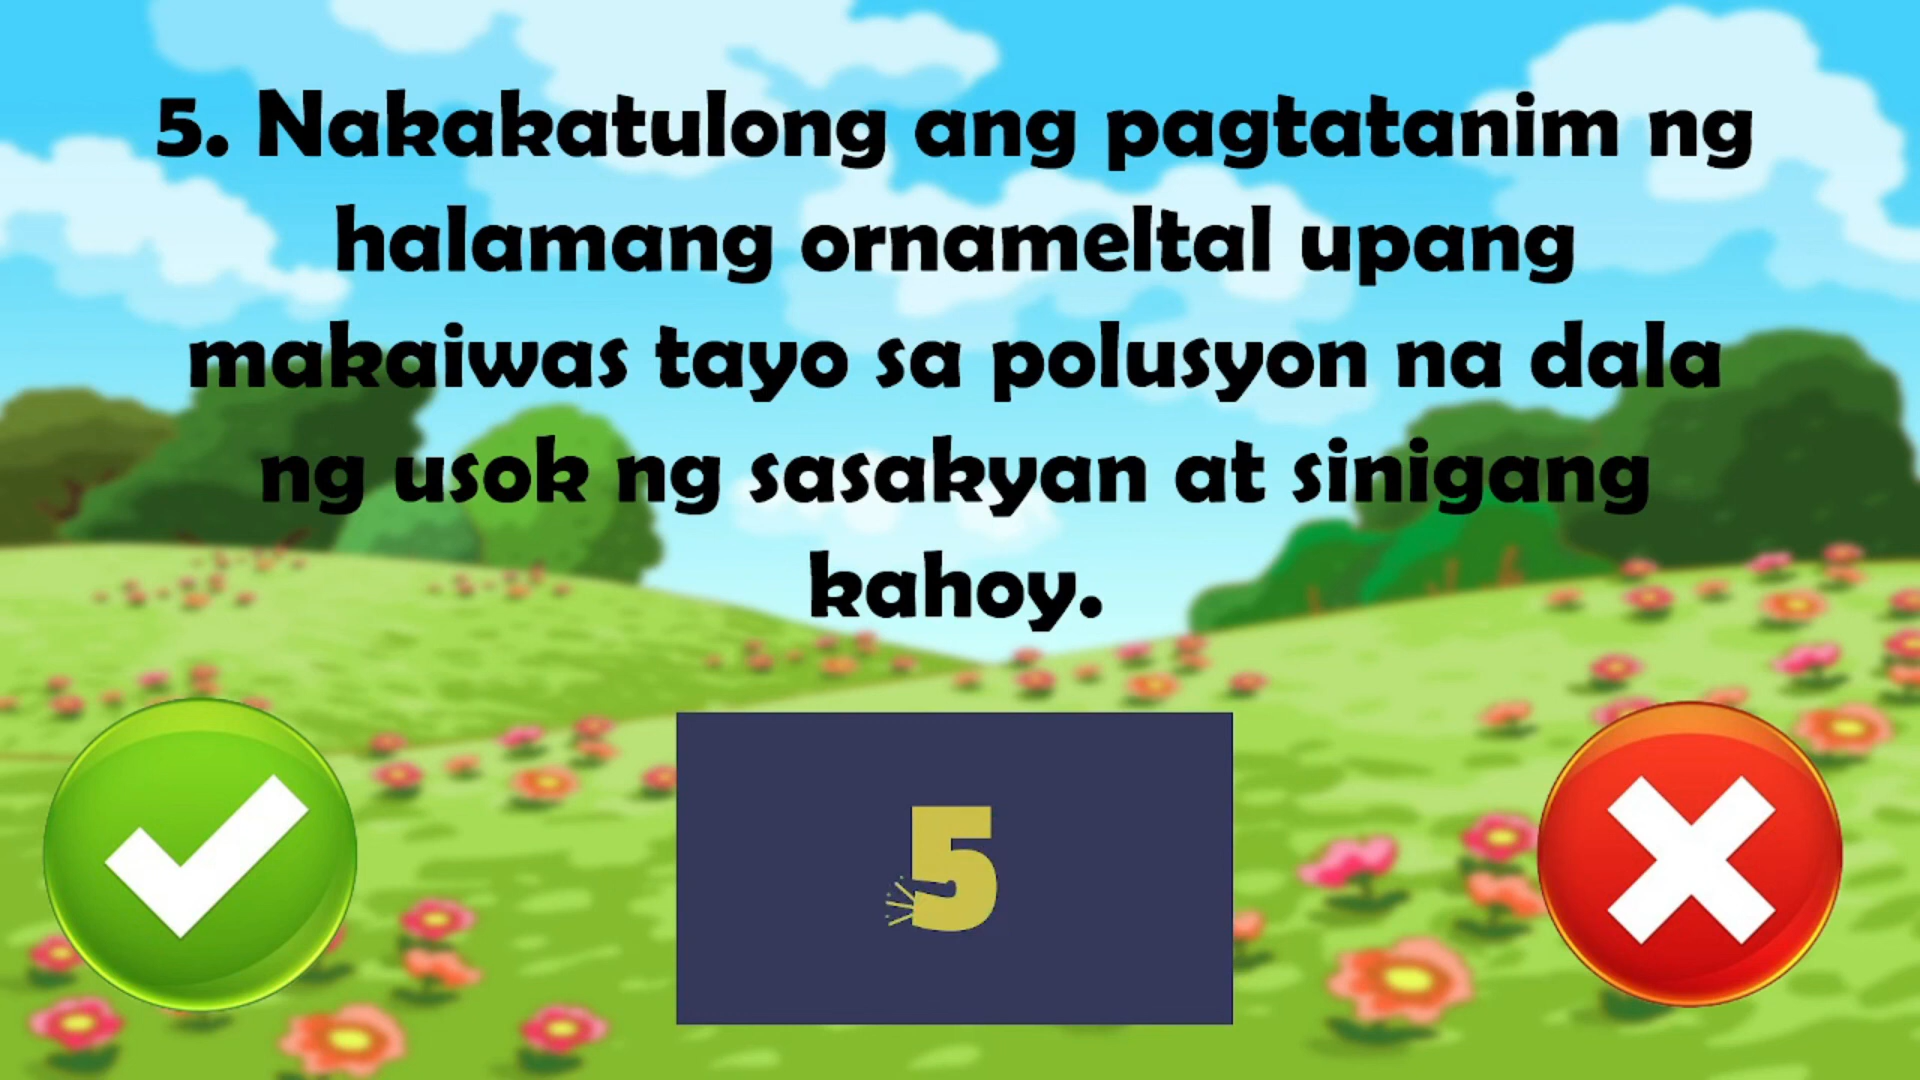 5. Nakakatulong ang pagtatanim ng
halamang ornameltal upang
makaiwas tayo sa polusyon na dala
ng usok ng sasakyan at sinigang
kahoy.
5